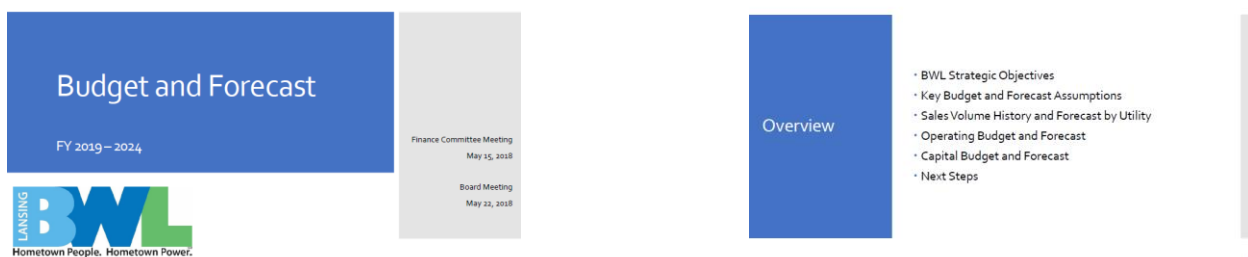 Budget and Forecast
FY 2019 – 2024
Finance Committee Meeting
May 15, 2018
Board Meeting
May 22, 2018
LANSING
BWL
Hometown People. Hometown Power.
Overview
• BWL Strategic Objectives
• Key Budget and Forecast Assumptions
• Sales Volume History and Forecast by Utility
• Operating Budget and Forecast
• Capital Budget and Forecast
• Next Steps